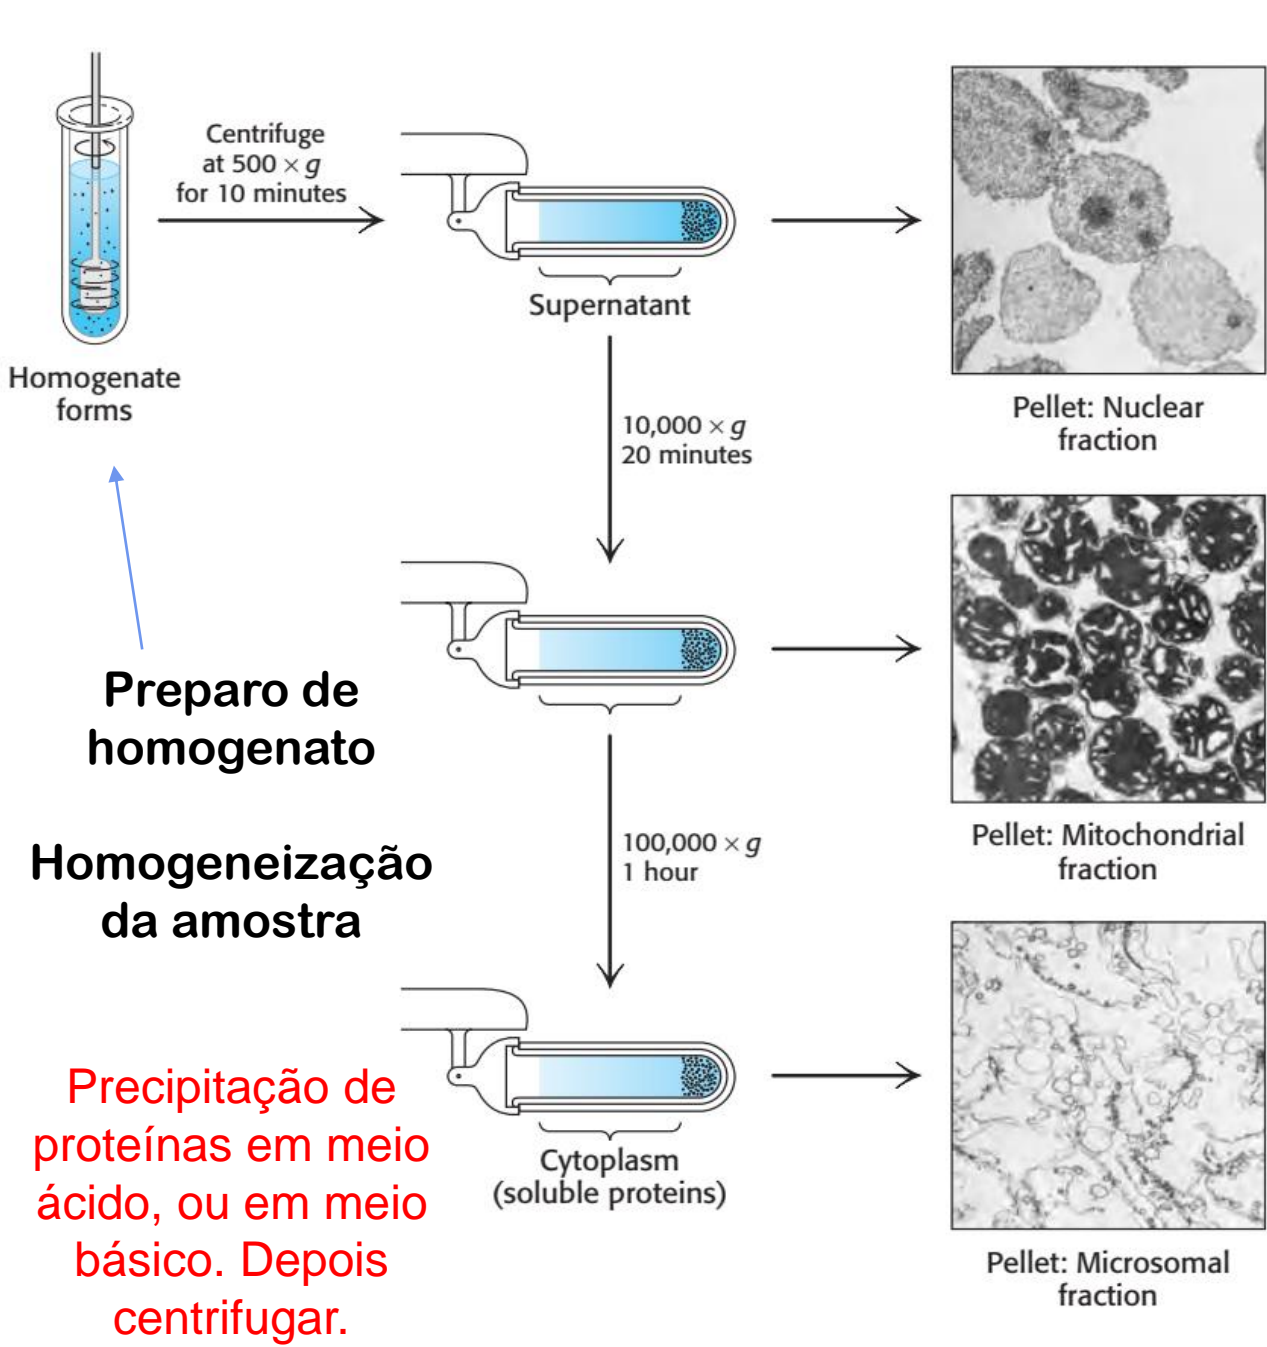 Centrifuge
at 500 × g
for 10 minutes
Homogenate
forms
Supernatant
Pellet: Nuclear
fraction
10,000 × g
20 minutes
Preparo de
homogenato
Pellet: Mitochondrial
fraction
Homogeneização
da amostra
100,000 × g
1 hour
Precipitação de
proteínas em meio
ácido, ou em meio
básico. Depois
centrifugar.
Cytoplasm
(soluble proteins)
Pellet: Microsomal
fraction